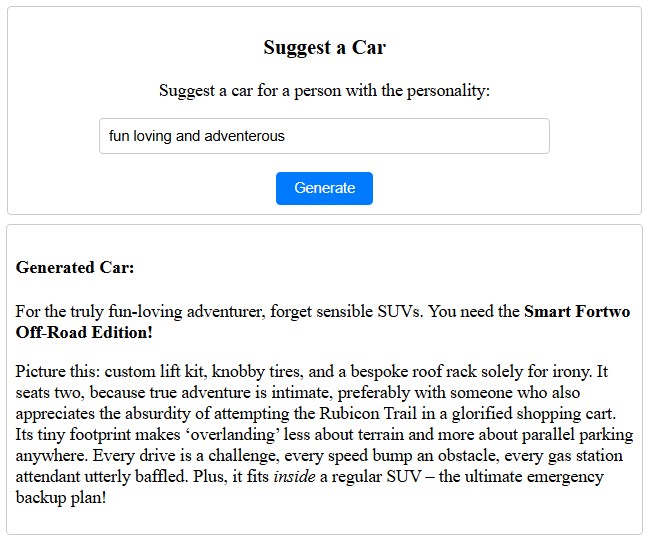 Suggest a Car
Suggest a car for a person with the personality:
fun loving and adventerous
Generate
Generated Car:
For the truly fun-loving adventurer, forget sensible SUVs. You need the Smart Fortwo
Off-Road Edition!
Picture this: custom lift kit, knobby tires, and a bespoke roof rack solely for irony. It
seats two, because true adventure is intimate, preferably with someone who also
appreciates the absurdity of attempting the Rubicon Trail in a glorified shopping cart.
Its tiny footprint makes ‘overlanding’ less about terrain and more about parallel parking
anywhere. Every drive is a challenge, every speed bump an obstacle, every gas station
attendant utterly baffled. Plus, it fits inside a regular SUV – the ultimate emergency
backup plan!